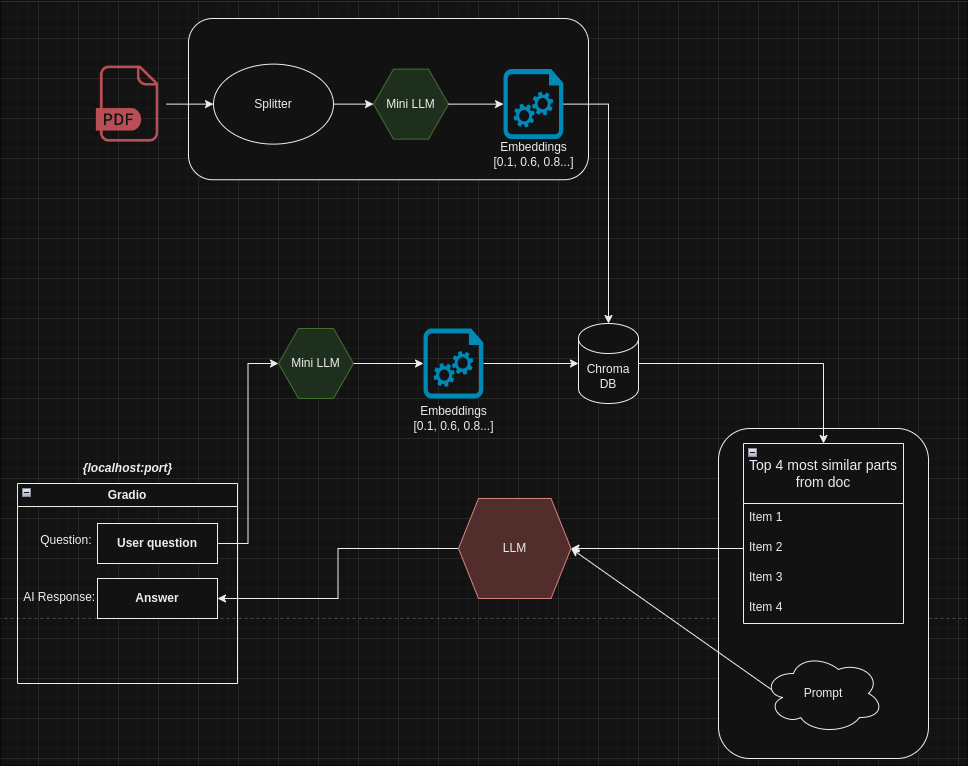 PDF
Splitter
Mini LLM
Embeddings
[0.1, 0.6, 0.8...]
Mini LLM
Embeddings
[0.1, 0.6, 0.8...]
Chroma
DB
{localhost:port}
Gradio
Question:
User question
AI Response:
Answer
LLM
Top 4 most similar parts
from doc
Item 1
Item 2
Item 3
Item 4
Prompt